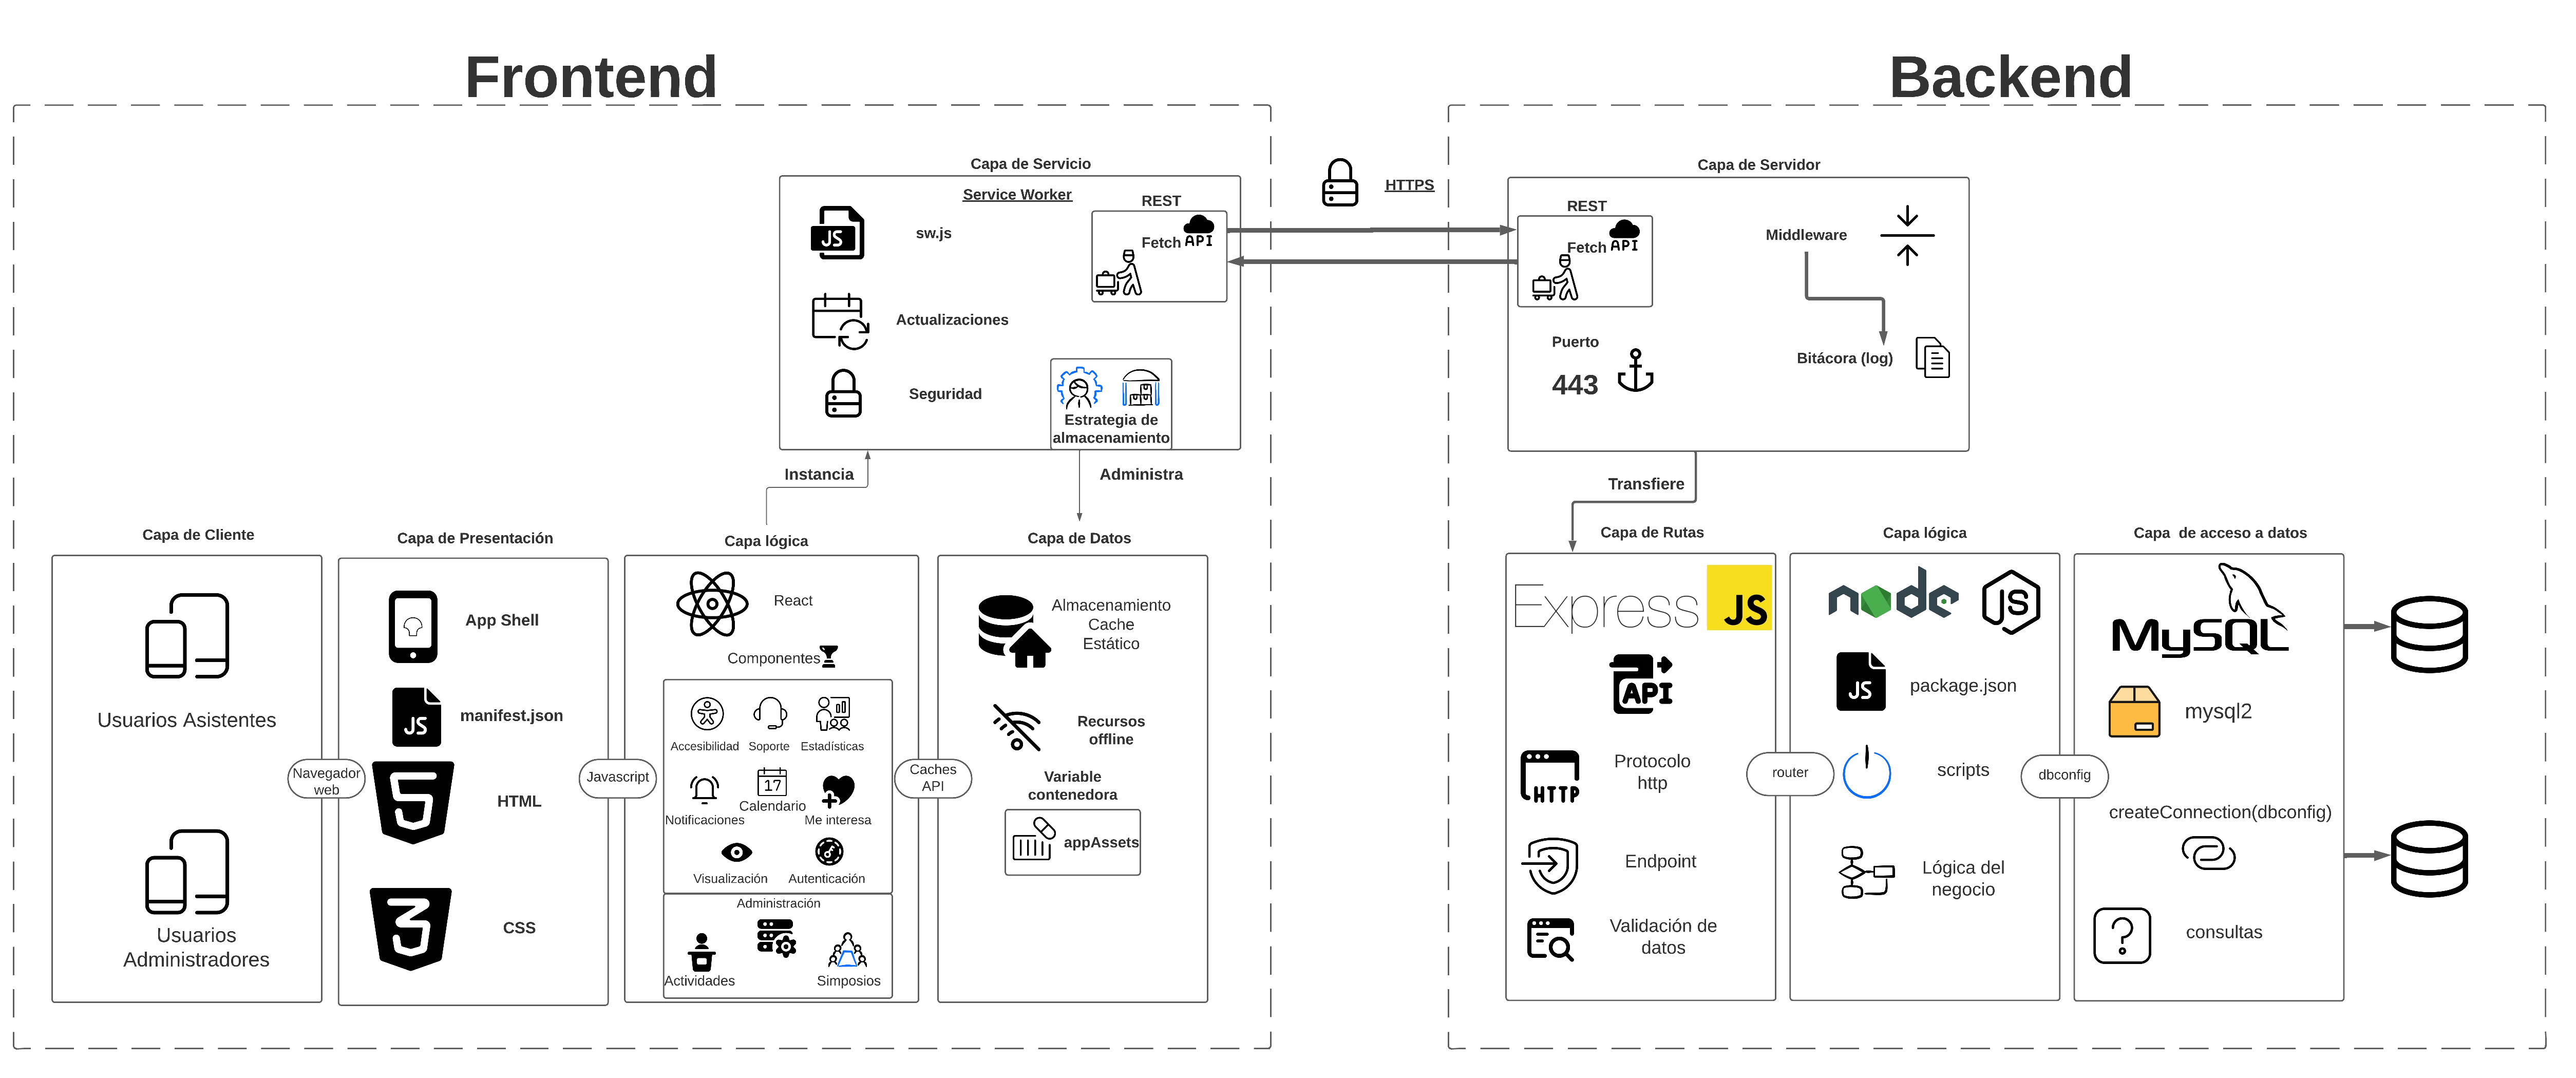 Frontend
Backend
Capa de Servicio
Service Worker
sw.js
REST
Fetch
API
Actualizaciones
Seguridad
Estrategia de
almacenamiento
Instancia
Administra
HTTPS
Capa de Servidor
REST
Fetch
API
Middleware
Bitácora (log)
Puerto
443
Transfiere
Capa de Cliente
Usuarios Asistentes
Usuarios
Administradores
Navegador
web
Capa de Presentación
App Shell
JS
manifest.json
HTML
CSS
Javascript
Capa lógica
React
Componentes
Accesibilidad
Soporte
Estadísticas
Notificaciones
17
Calendario
Me interesa
Visualización
Autenticación
Administración
Actividades
Simposios
Caches
API
Capa de Datos
Almacenamiento
Cache
Estático
Recursos
offline
Variable
contenedora
appAssets
Capa de Rutas
Express
JS
API
HTTP
Protocolo
http
Endpoint
Validación de
datos
router
Capa lógica
node
JS
JS
package.json
scripts
Lógica del
negocio
dbconfig
Capa de acceso a datos
MySQL
mysql2
createConnection(dbconfig)
?
consultas
JS